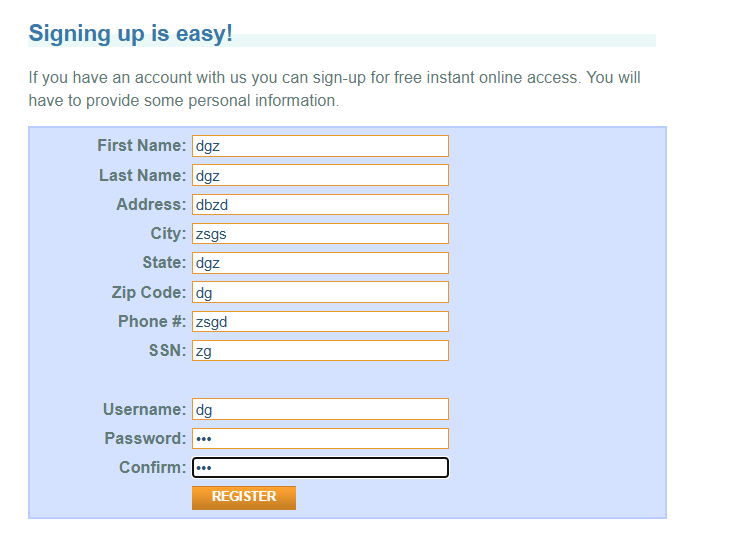 Signing up is easy!
If you have an account with us you can sign-up for free instant online access. You will
have to provide some personal information.
First Name: dgz
Last Name: dgz
Address: dbzd
City: zsgs
State: dgz
Zip Code: dg
Phone #: zsgd
SSN: zg
Username: dg
Password: •••
Confirm: •••
REGISTER